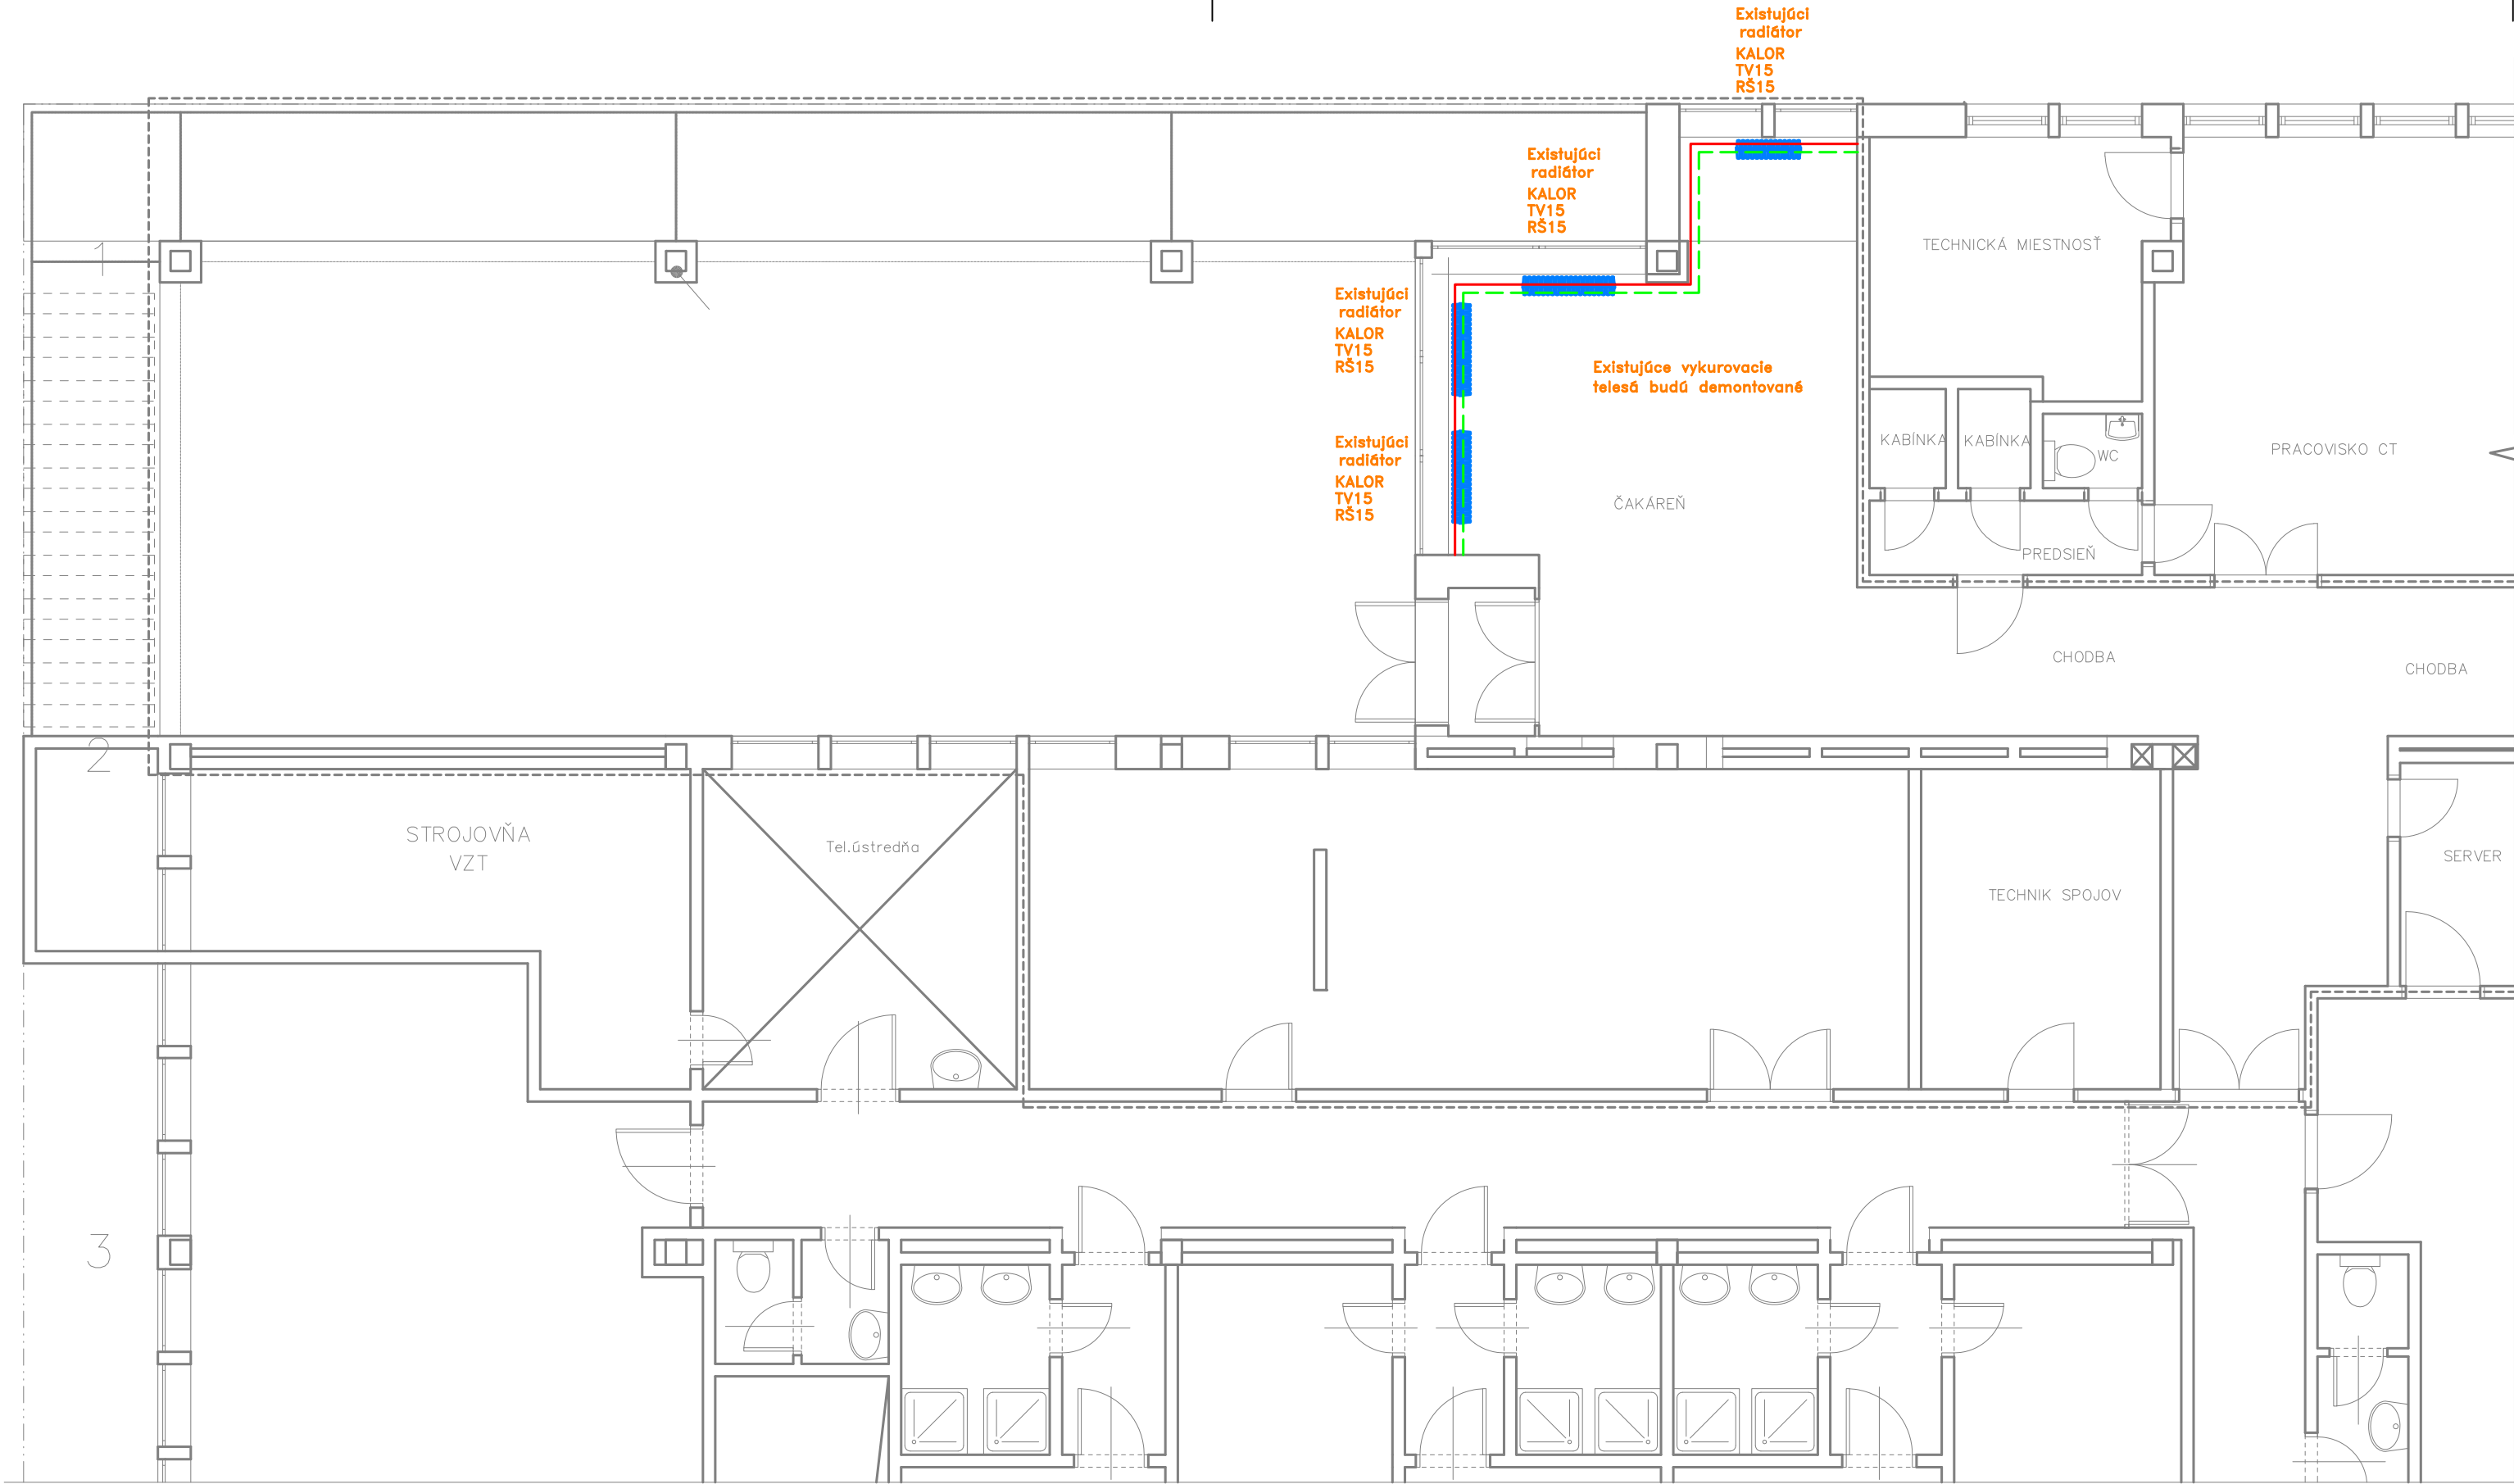 Existujúci
radiátor
KALOR
TV15
RŠ15
Existujúci
radiátor
KALOR
TV15
RŠ15
1
TECHNICKÁ MIESTNOSŤ
Existujúci
radiátor
KALOR
TV15
RŠ15
Existujúce vykurovacie
telesá budú demontované
Existujúci
radiátor
KALOR
TV15
RŠ15
KABÍNKA
KABÍNKA
WC
PRACOVISKO CT
ČAKÁREŇ
PREDSIEŇ
CHODBA
CHODBA
2
STROJOVŇA
VZT
Tel.ústredňa
SERVER
TECHNIK SPOJOV
3